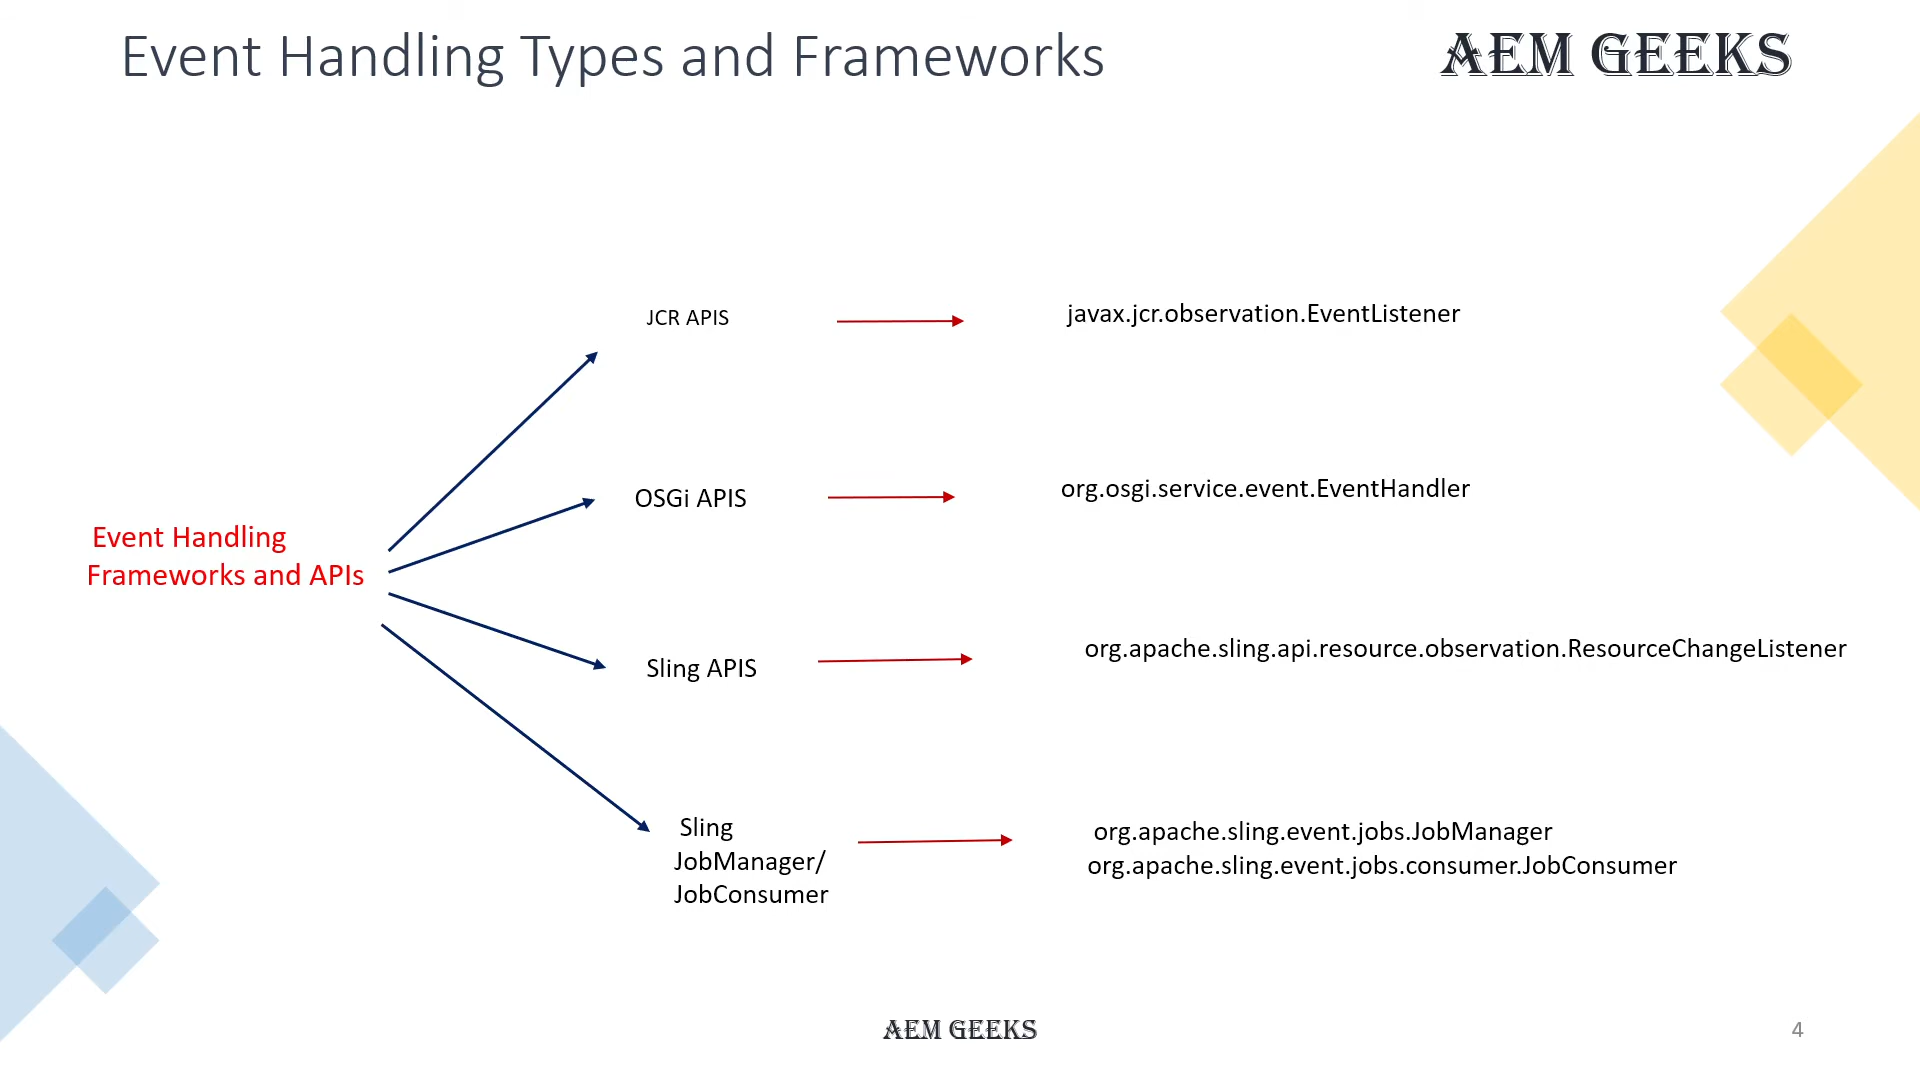 Event Handling Types and Frameworks
AEM GEEKS
JCR APIS
javax.jcr.observation.EventListener
OSGi APIS
org.osgi.service.event.EventHandler
Event Handling
Frameworks and APIs
Sling APIS
org.apache.sling.api.resource.observation.ResourceChangeListener
Sling
JobManager/
JobConsumer
org.apache.sling.event.jobs.JobManager
org.apache.sling.event.jobs.consumer.JobConsumer
AEM GEEKS
4